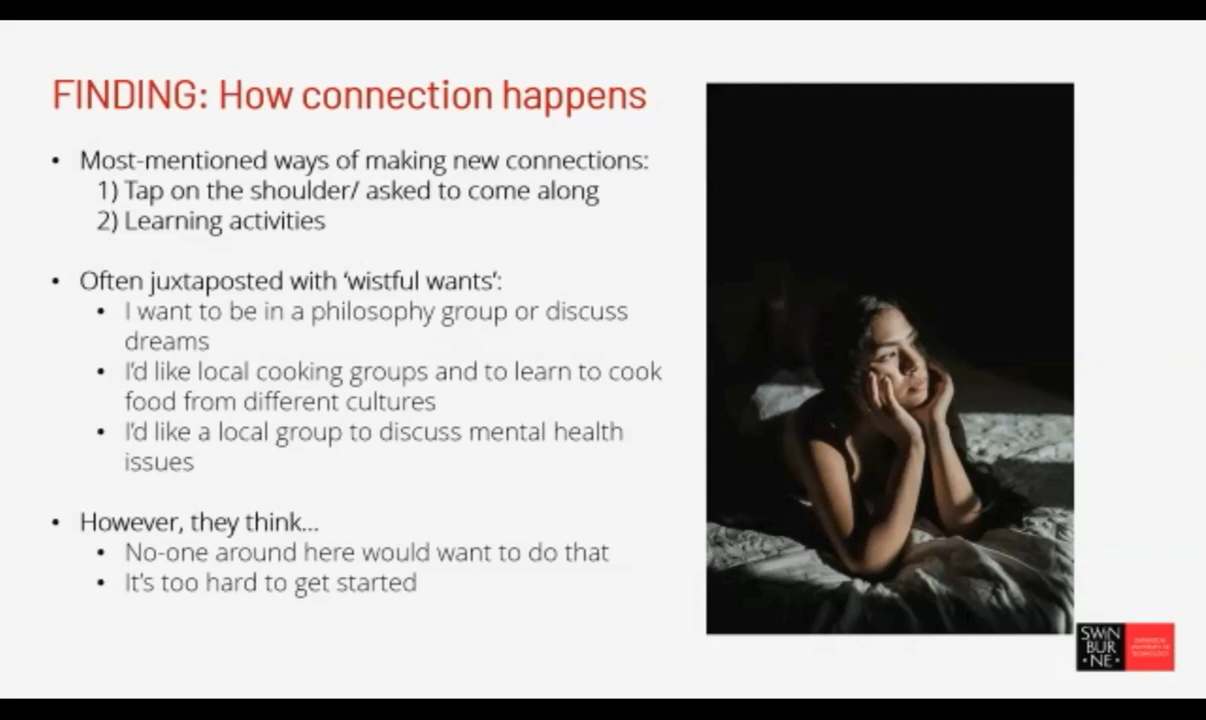 FINDING: How connection happens
• Most-mentioned ways of making new connections:
1) Tap on the shoulder/ asked to come along
2) Learning activities
• Often juxtaposed with ‘wistful wants’:
• I want to be in a philosophy group or discuss
dreams
• I’d like local cooking groups and to learn to cook
food from different cultures
• I’d like a local group to discuss mental health
issues
• However, they think...
• No-one around here would want to do that
• It’s too hard to get started
SWIN
BUR
•NE•